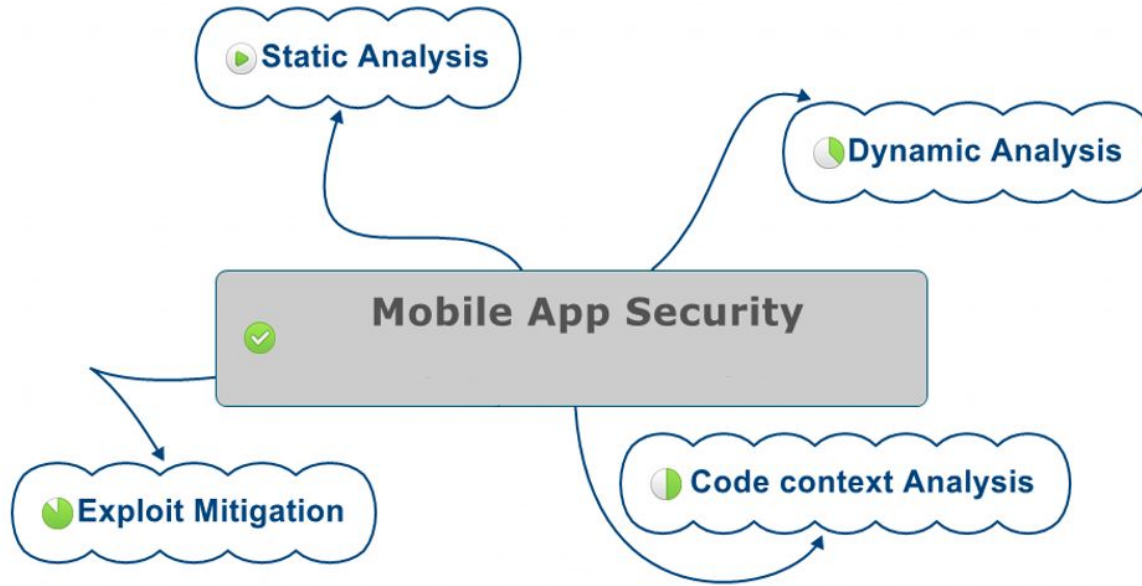 Static Analysis
Dynamic Analysis
Mobile App Security
Code context Analysis
Exploit Mitigation